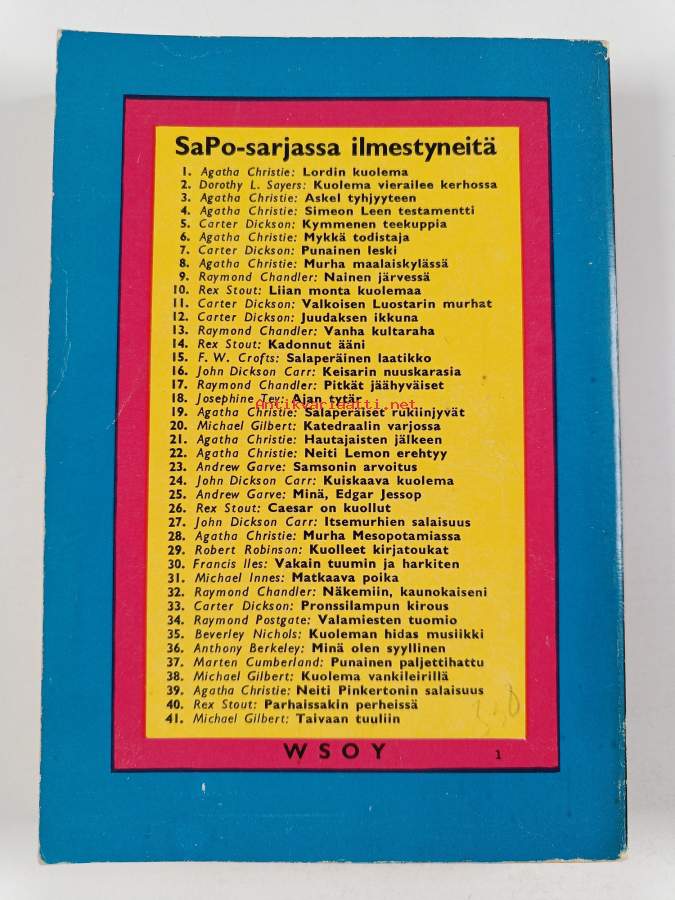 SaPo-sarjassa ilmestyneitä
1. Agatha Christie: Lordin kuolema
2. Dorothy L. Sayers: Kuolema vierailee kerhossa
3. Agatha Christie: Askel tyhjyyteen
4. Agatha Christie: Simeon Leen testamentti
5. Carter Dickson: Kymmenen teekuppia
6. Agatha Christie: Mykkä todistaja
7. Carter Dickson: Punainen leski
8. Agatha Christie: Murha maalaiskylässä
9. Raymond Chandler: Nainen järvessä
10. Rex Stout: Liian monta kuolemaa
11. Carter Dickson: Valkoisen Luostarin murhat
12. Carter Dickson: Juudaksen ikkuna
13. Raymond Chandler: Vanha kultaraha
14. Rex Stout: Kadonnut ääni
15. F. W. Crofts: Salaperäinen laatikko
16. John Dickson Carr: Keisarin nuuskarasia
17. Raymond Chandler: Pitkät jäähyväiset
18. Josephine Tey: Ajan tytär
Antikvariaatti.net
19. Agatha Christie: Salaperäiset rukiinjyvät
20. Michael Gilbert: Katedraalin varjossa
21. Agatha Christie: Hautajaisten jälkeen
22. Agatha Christie: Neiti Lemon erehtyy
23. Andrew Garve: Samsonin arvoitus
24. John Dickson Carr: Kuiskaava kuolema
25. Andrew Garve: Minä, Edgar Jessop
26. Rex Stout: Caesar on kuollut
27. John Dickson Carr: Itsemurhien salaisuus
28. Agatha Christie: Murha Mesopotamiassa
29. Robert Robinson: Kuolleet kirjatoukat
30. Francis Iles: Vakain tuumin ja harkiten
31. Michael Innes: Matkaava poika
32. Raymond Chandler: Näkemiin, kaunokaiseni
33. Carter Dickson: Pronssilampun kirous
34. Raymond Postgate: Valamiesten tuomio
35. Beverley Nichols: Kuoleman hidas musiikki
36. Anthony Berkeley: Minä olen syyllinen
37. Marten Cumberland: Punainen paljettihattu
38. Michael Gilbert: Kuolema vankileirillä
39. Agatha Christie: Neiti Pinkertonin salaisuus
40. Rex Stout: Parhaissakin perheissä
41. Michael Gilbert: Taivaan tuuliin
WSOY
1